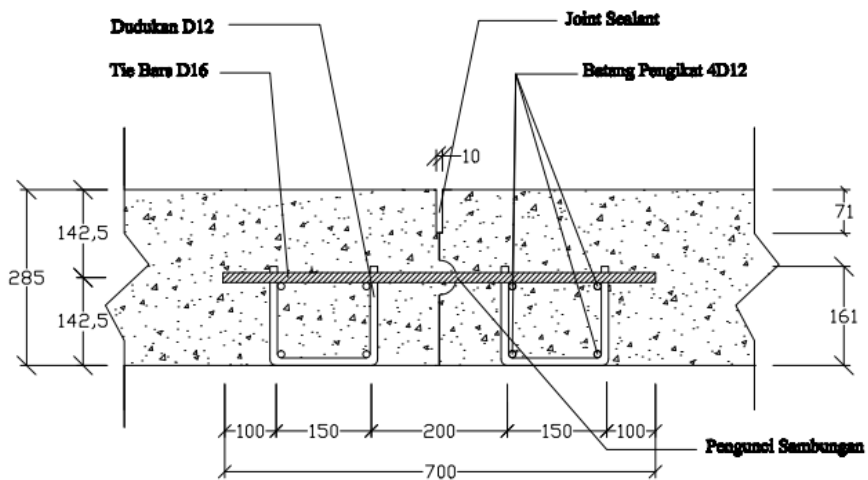 Dudukan D12
Joint Sealant
Tie Bars D16
Batang Pengikat 4D12
10
142,5
71
285
142,5
161
100
150
200
150
100
Pengunci Sambungan
700